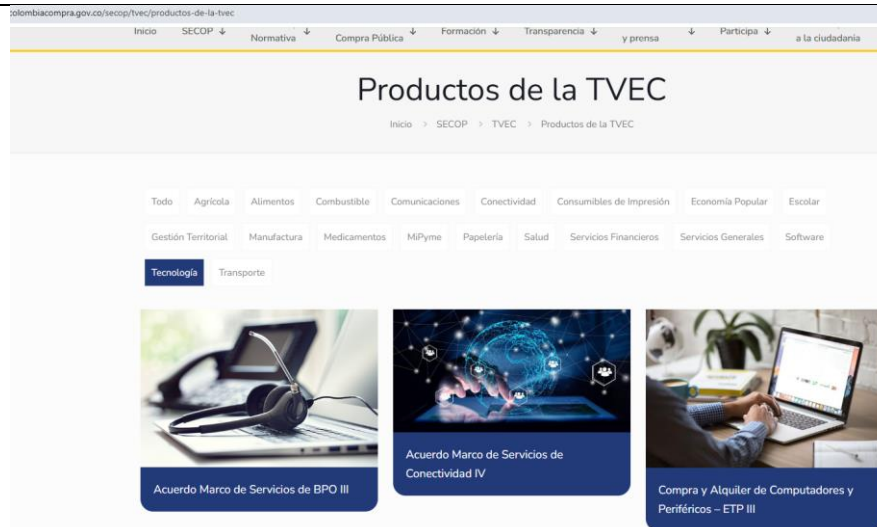 colombiacompra.gov.co/secop/tvec/productos-de-la-tvec
Inicio SECOP Normativa Compra Pública Formación Transparencia y prensa Participa a la ciudadanía
Productos de la TVEC
Inicio > SECOP > TVEC > Productos de la TVEC
Todo Agrícola Alimentos Combustible Comunicaciones Conectividad Consumibles de Impresión Economía Popular Escolar
Gestión Territorial Manufactura Medicamentos MiPyme Papelería Salud Servicios Financieros Servicios Generales Software
Tecnología Transporte
Acuerdo Marco de Servicios de BPO III
Acuerdo Marco de Servicios de
Conectividad IV
Compra y Alquiler de Computadores y
Periféricos – ETP III